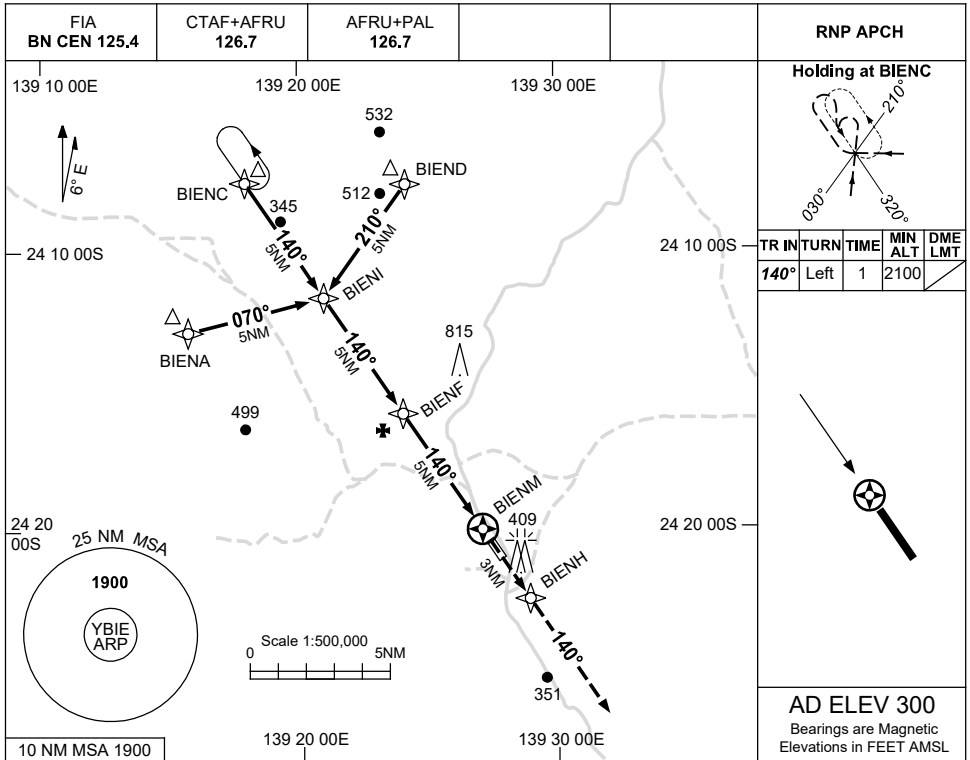 FIA
BN CEN 125.4
CTAF+AFRU
126.7
AFRU+PAL
126.7
RNP APCH
139 10 00E
139 20 00E
139 30 00E
Holding at BIENC
210°
030°
320°
6° E
532
BIENC
BIEND
512
345
140°
5NM
210°
5NM
24 10 00S
24 10 00S
TR IN
TURN
TIME
MIN ALT
DME LMT
140°
Left
1
2100
BIENI
070°
5NM
BIENA
140°
5NM
815
BIENF
499
140°
5NM
BIENM
24 20
00S
24 20 00S
409
3NM
BIENH
25 NM MSA
1900
YBIE
ARP
Scale 1:500,000
0
5NM
140°
351
10 NM MSA 1900
139 20 00E
139 30 00E
AD ELEV 300
Bearings are Magnetic
Elevations in FEET AMSL